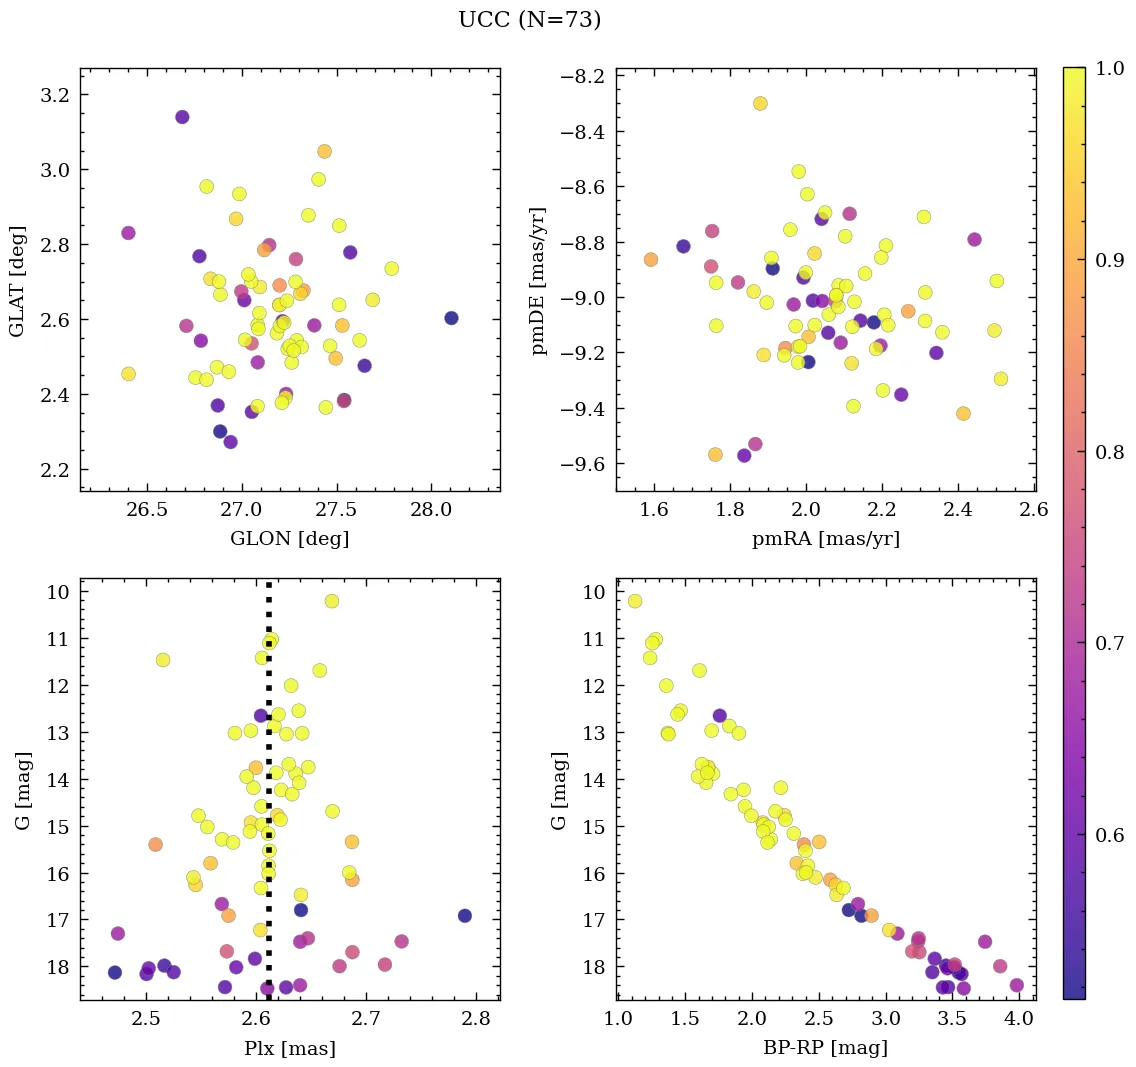 UCC (N=73)
3.2
3.0
2.8
2.6
2.4
2.2
GLAT [deg]
26.5 27.0 27.5 28.0
GLON [deg]
−8.2
−8.4
−8.6
−8.8
−9.0
−9.2
−9.4
−9.6
pmDE [mas/yr]
1.6 1.8 2.0 2.2 2.4 2.6
pmRA [mas/yr]
10
11
12
13
14
15
16
17
18
G [mag]
2.5 2.6 2.7 2.8
Plx [mas]
10
11
12
13
14
15
16
17
18
G [mag]
1.0 1.5 2.0 2.5 3.0 3.5 4.0
BP-RP [mag]
1.0
0.9
0.8
0.7
0.6